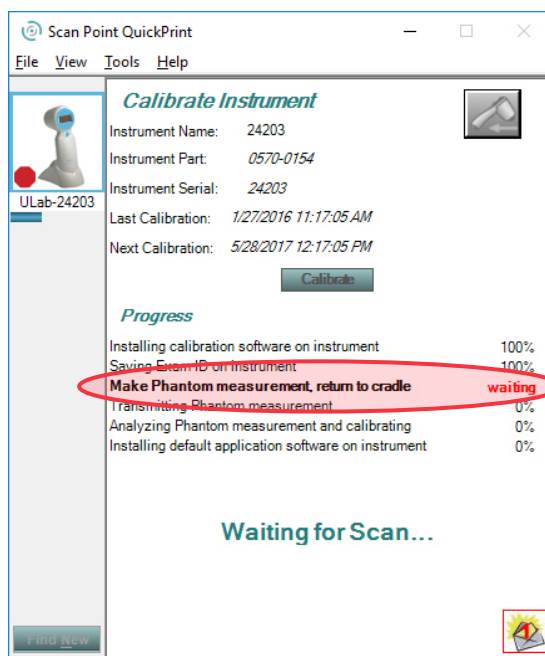 Scan Point QuickPrint
File View Tools Help
Calibrate Instrument
Instrument Name: 24203
Instrument Part: 0570-0154
Instrument Serial: 24203
ULab-24203
Last Calibration: 1/27/2016 11:17:05 AM
Next Calibration: 5/28/2017 12:17:05 PM
Calibrate
Progress
Installing calibration software on instrument 100%
Saving Exam ID on instrument 100%
Make Phantom measurement, return to cradle waiting
Transmitting Phantom measurement 0%
Analyzing Phantom measurement and calibrating 0%
Installing default application software on instrument 0%
Waiting for Scan...
Find New